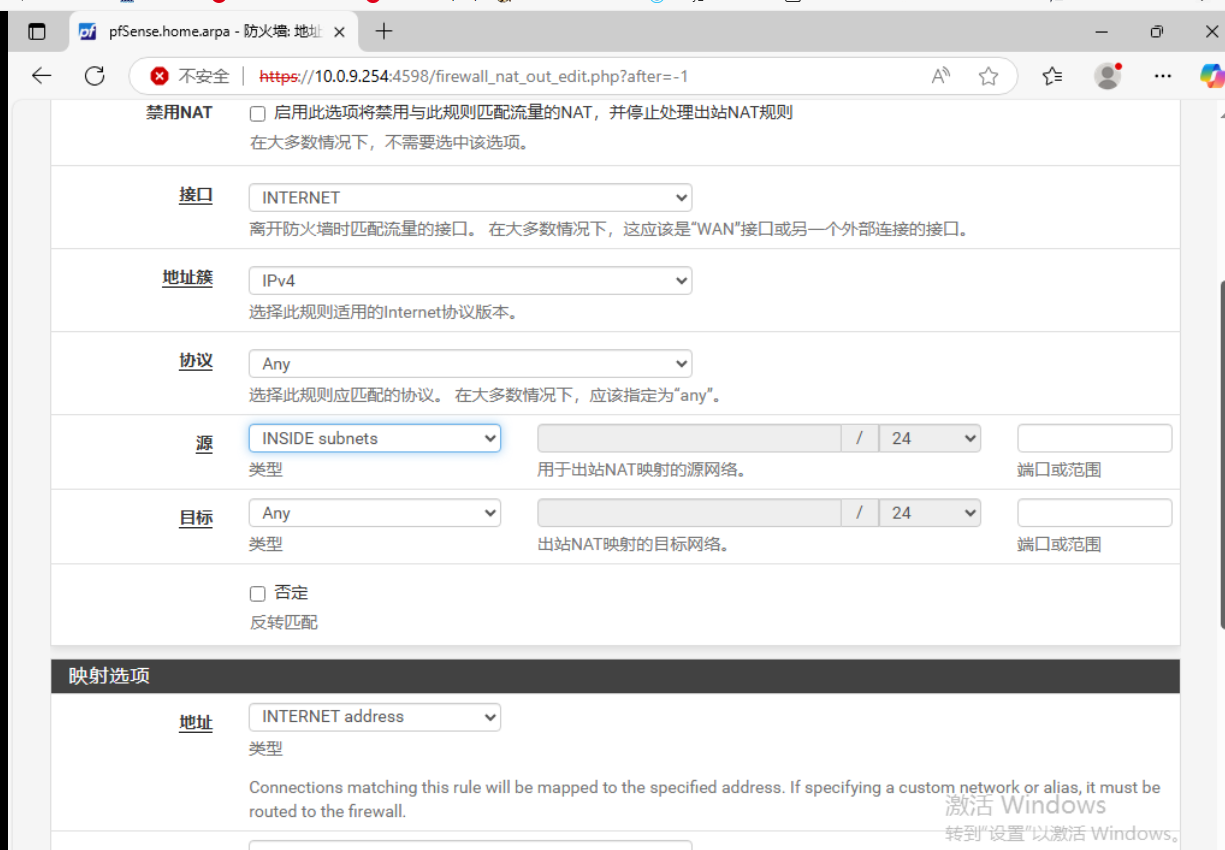 pfSense.home.arpa - 防火墙: 地址
不安全 https://10.0.9.254:4598/firewall_nat_out_edit.php?after=-1
禁用NAT 启用此选项将禁用与此规则匹配流量的NAT，并停止处理出站NAT规则
在大多数情况下，不需要选中该选项。
接口 INTERNET
离开防火墙时匹配流量的接口。 在大多数情况下，这应该是“WAN”接口或另一个外部连接的接口。
地址簇 IPv4
选择此规则适用的Internet协议版本。
协议 Any
选择此规则应匹配的协议。 在大多数情况下，应该指定为“any”。
源 INSIDE subnets / 24
类型 用于出站NAT映射的源网络。 端口或范围
目标 Any / 24
类型 出站NAT映射的目标网络。 端口或范围
否定
反转匹配
映射选项
地址 INTERNET address
类型
Connections matching this rule will be mapped to the specified address. If specifying a custom network or alias, it must be
routed to the firewall.
激活 Windows
转到“设置”以激活 Windows。